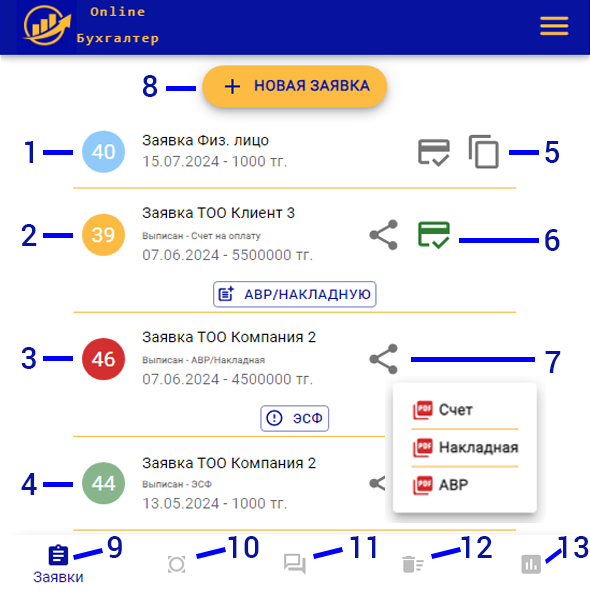 Online
Бухгалтер
8
НОВАЯ ЗАЯВКА
1
40
Заявка Физ. лицо
15.07.2024 - 1000 тг.
5
2
39
Заявка ТОО Клиент 3
Выписан - Счет на оплату
07.06.2024 - 5500000 тг.
6
АВР/НАКЛАДНУЮ
3
46
Заявка ТОО Компания 2
Выписан - АВР/Накладная
07.06.2024 - 4500000 тг.
7
ЭСФ
PDF Счет
PDF Накладная
PDF АВР
4
44
Заявка ТОО Компания 2
Выписан - ЭСФ
13.05.2024 - 1000 тг.
9
10
11
12
13
Заявки